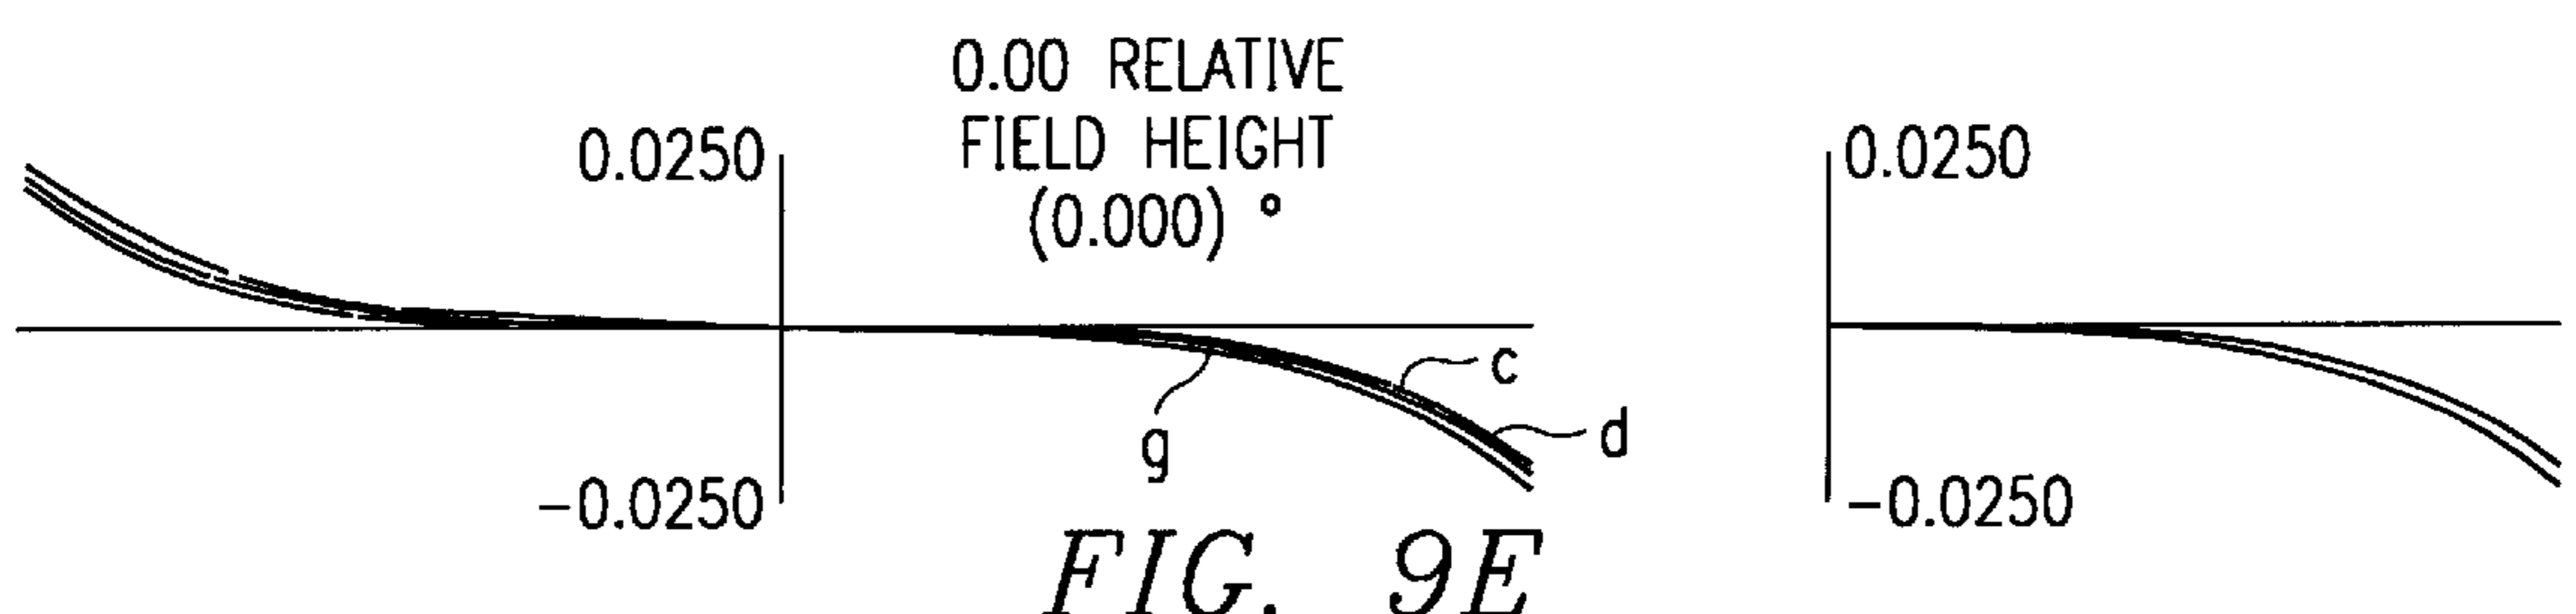 0.00 RELATIVE
FIELD HEIGHT
(0.000) °
0.0250
-0.0250
c
d
g
0.0250
-0.0250
FIG. 9E